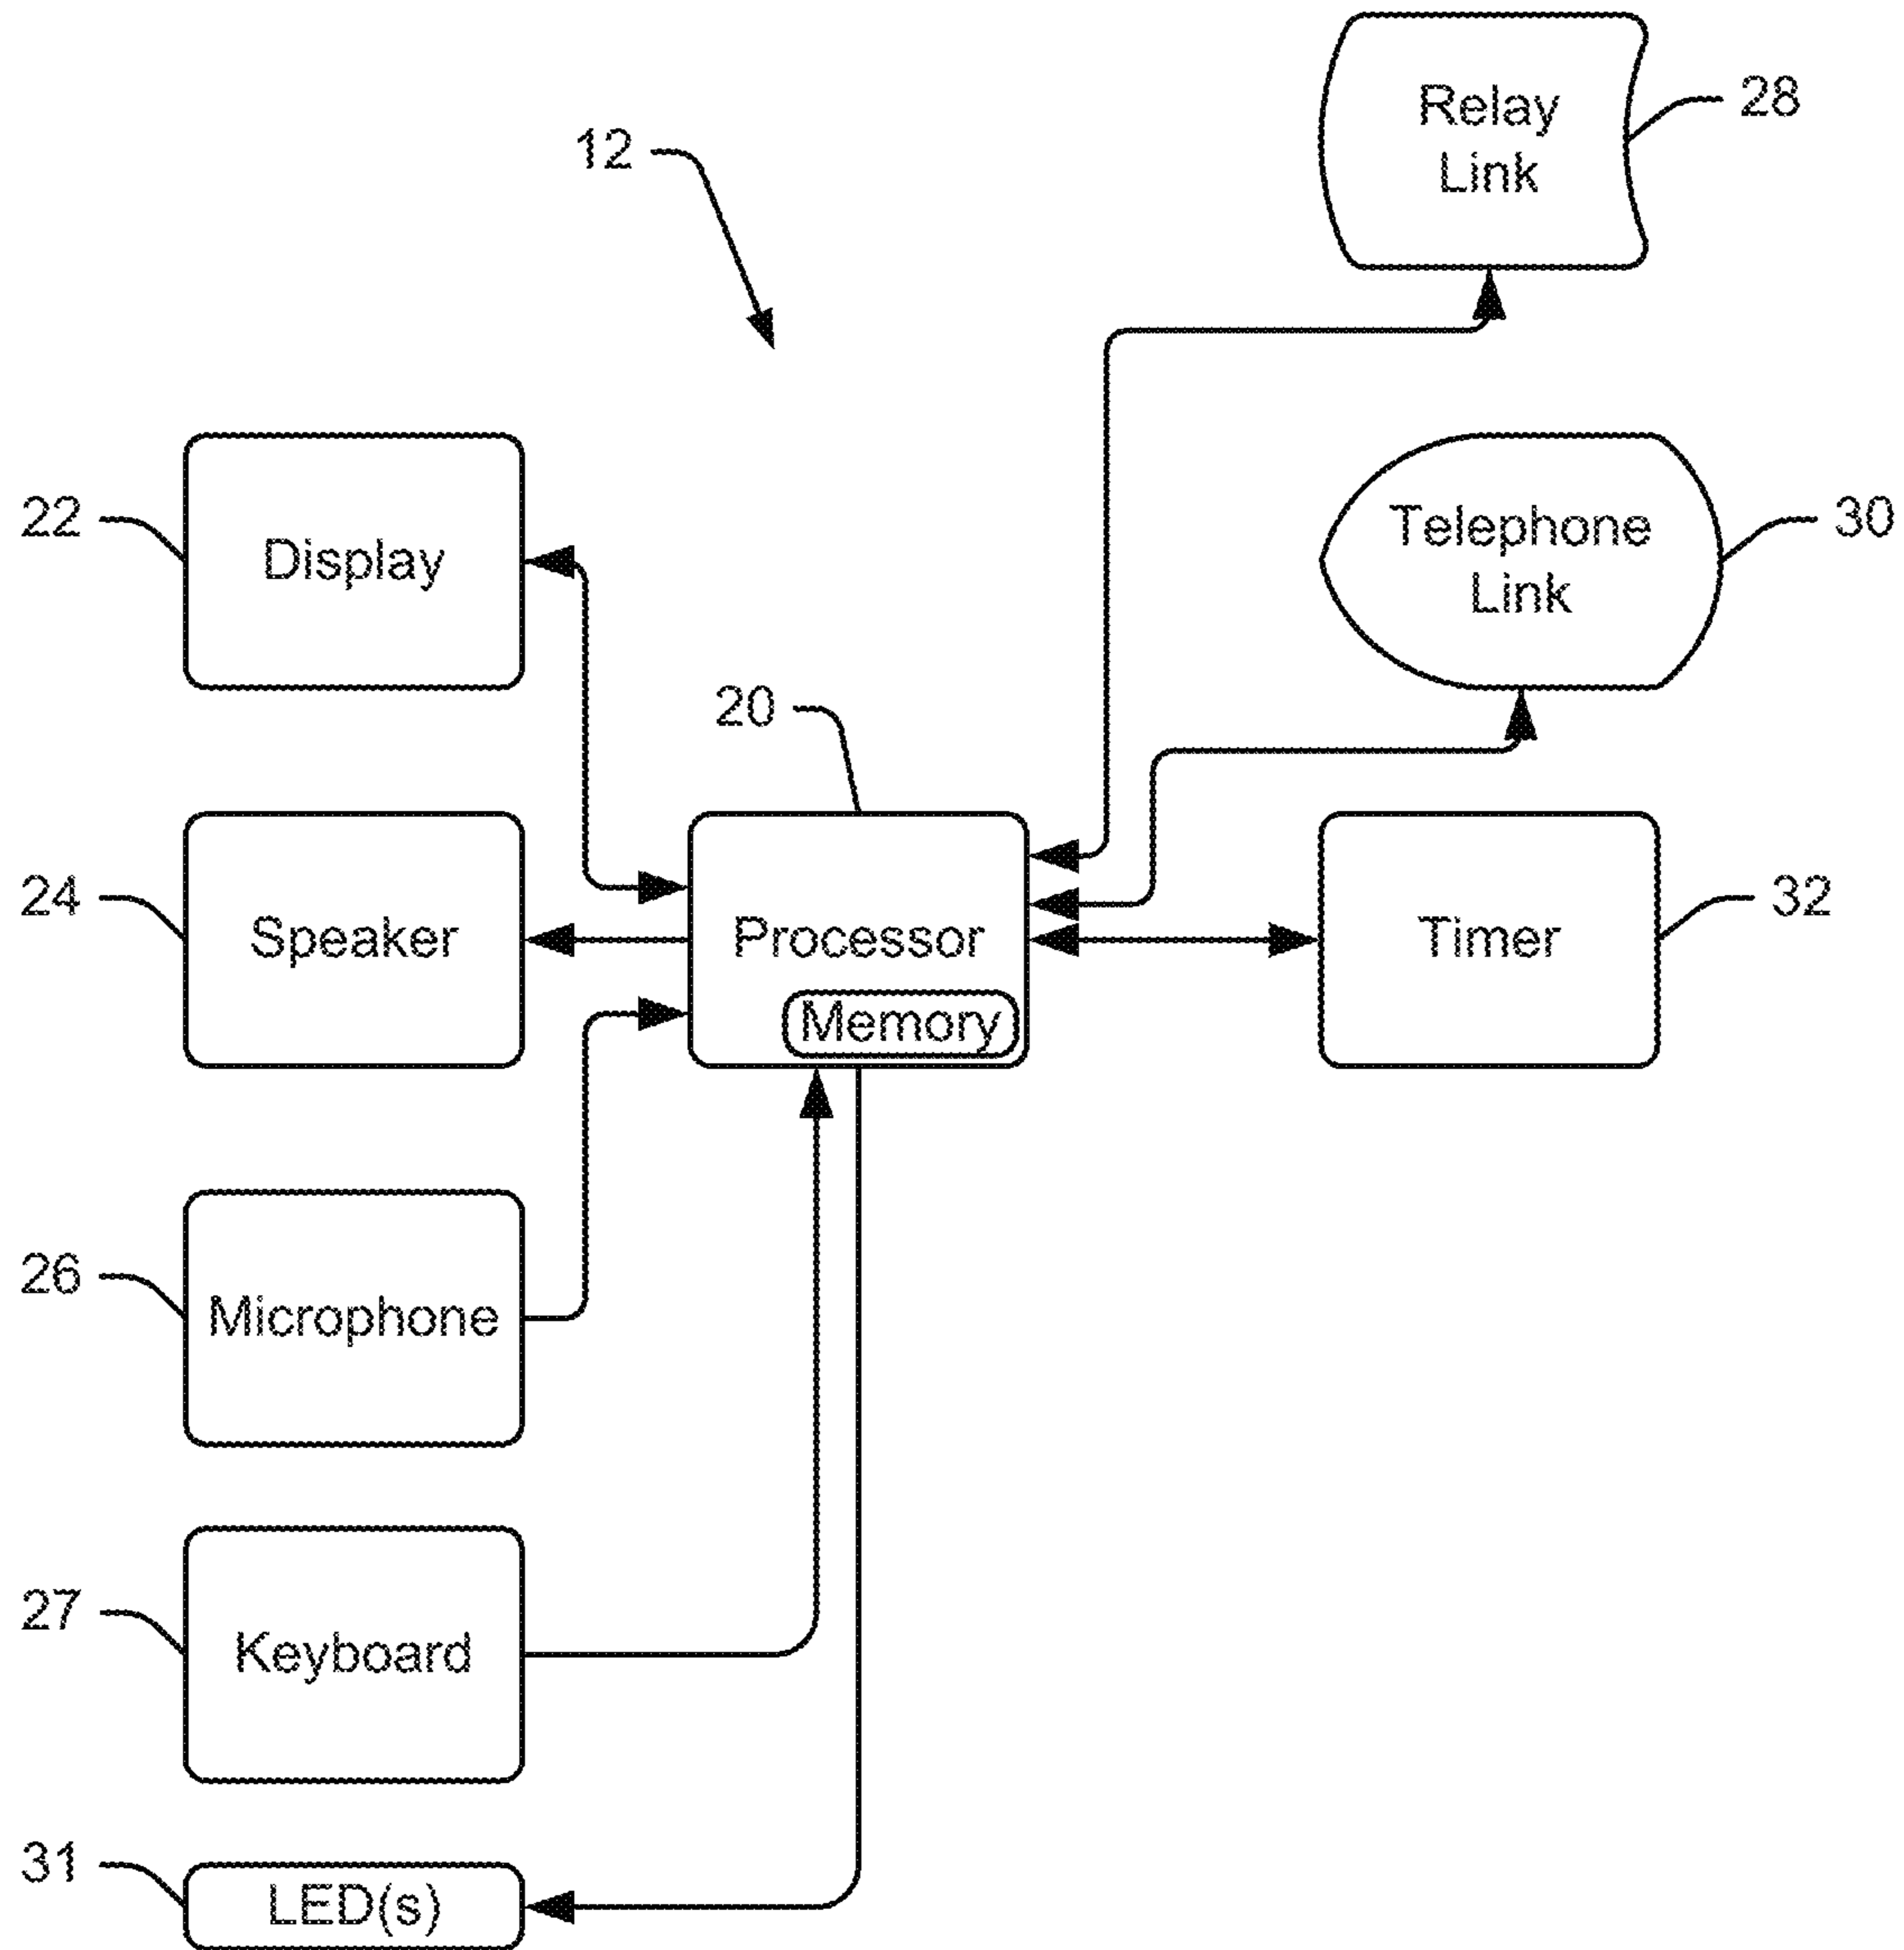 Relay
Link
28
12
22
Display
Telephone
Link
30
20
24
Speaker
Processor
Memory
Timer
32
26
Microphone
27
Keyboard
31
LED(s)